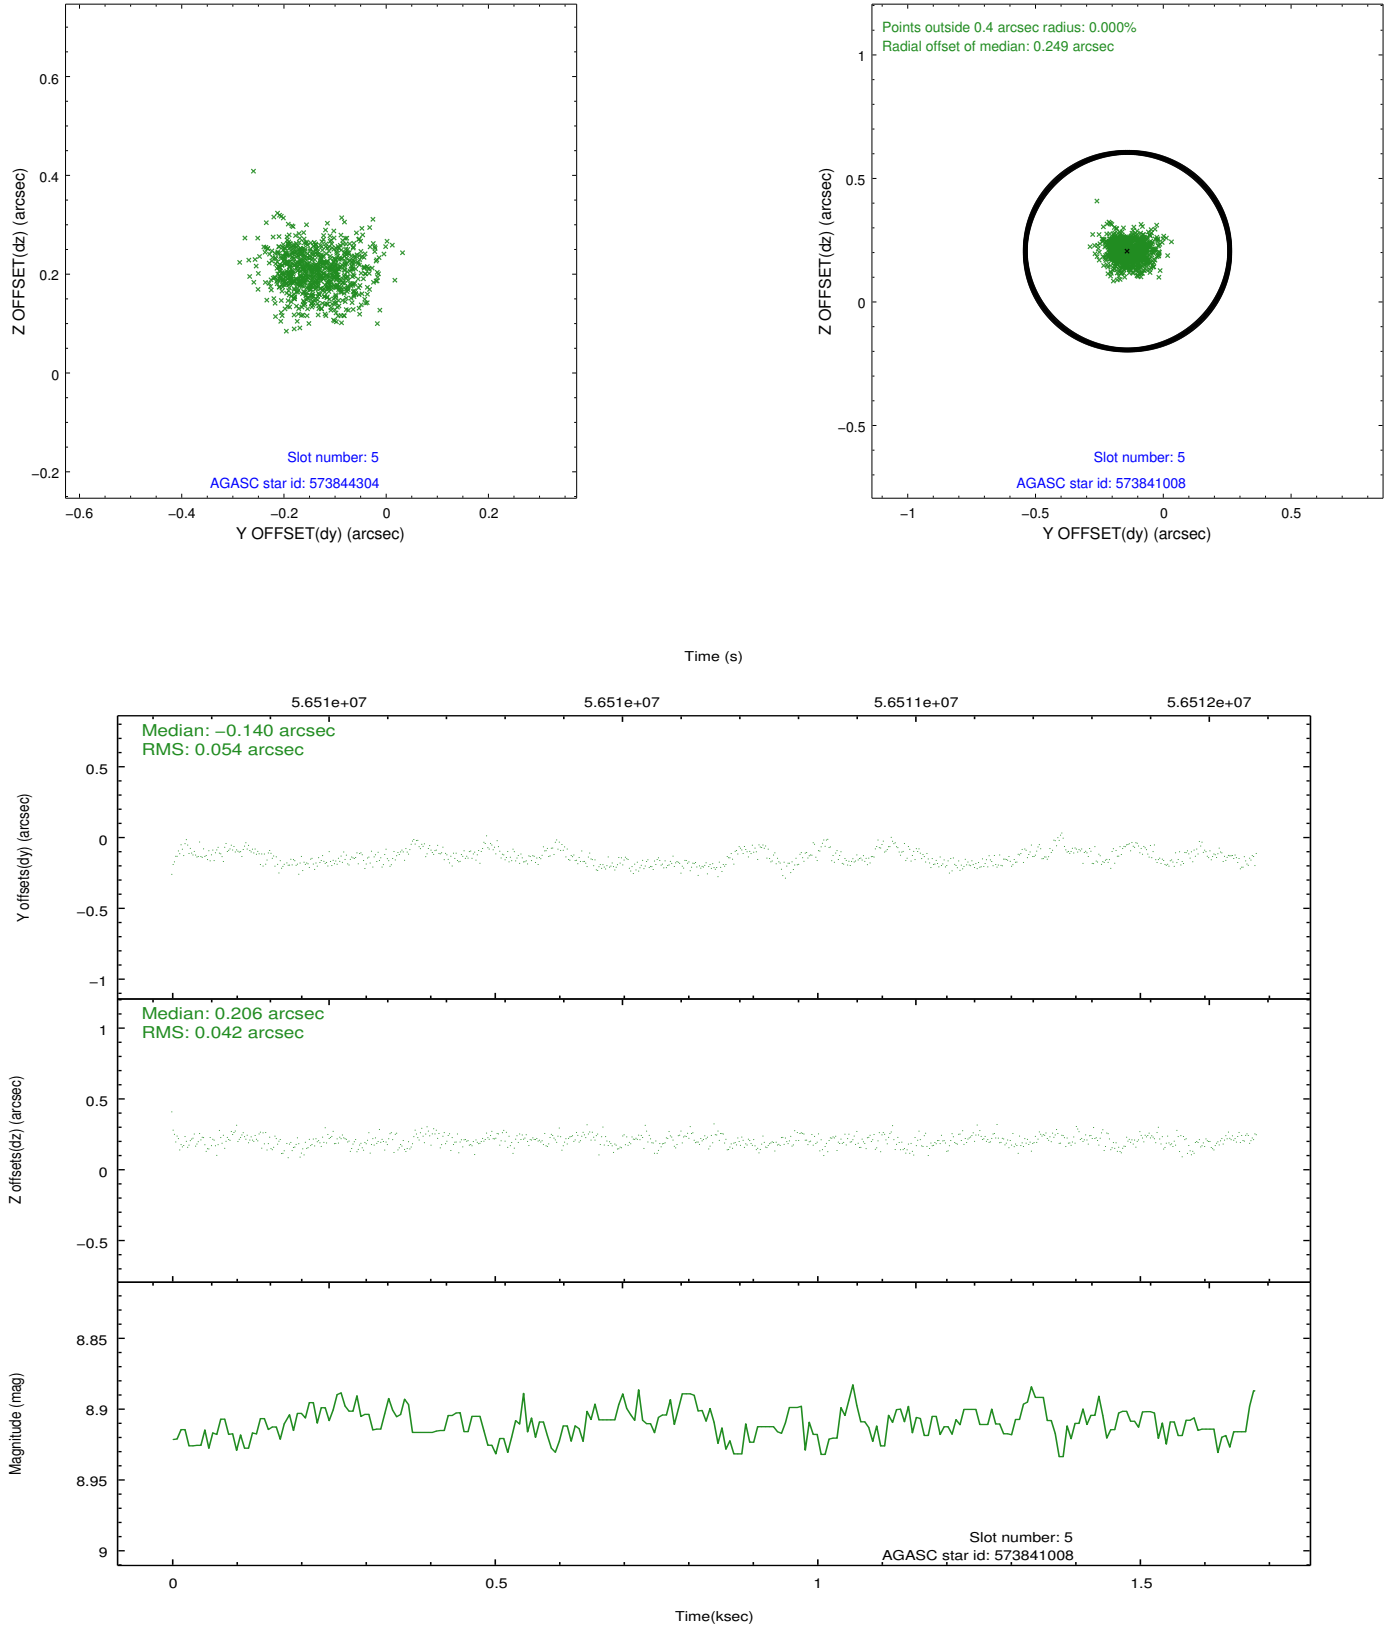 0.6
0.4
0.2
0
−0.2
−0.6
−0.4
−0.2
0
0.2
Z OFFSET(dz) (arcsec)
Y OFFSET(dy) (arcsec)
Slot number: 5
AGASC star id: 573844304
Points outside 0.4 arcsec radius: 0.000%
Radial offset of median: 0.249 arcsec
1
0.5
0
−0.5
−1
−0.5
0
0.5
Z OFFSET(dz) (arcsec)
Y OFFSET(dy) (arcsec)
Slot number: 5
AGASC star id: 573841008
Time (s)
5.651e+07
5.651e+07
5.6511e+07
5.6512e+07
Median: −0.140 arcsec
RMS: 0.054 arcsec
0.5
0
−0.5
−1
Y offsets(dy) (arcsec)
Median: 0.206 arcsec
RMS: 0.042 arcsec
1
0.5
0
−0.5
Z offsets(dz) (arcsec)
8.85
8.9
8.95
9
Magnitude (mag)
Slot number: 5
AGASC star id: 573841008
0
0.5
1
1.5
Time(ksec)